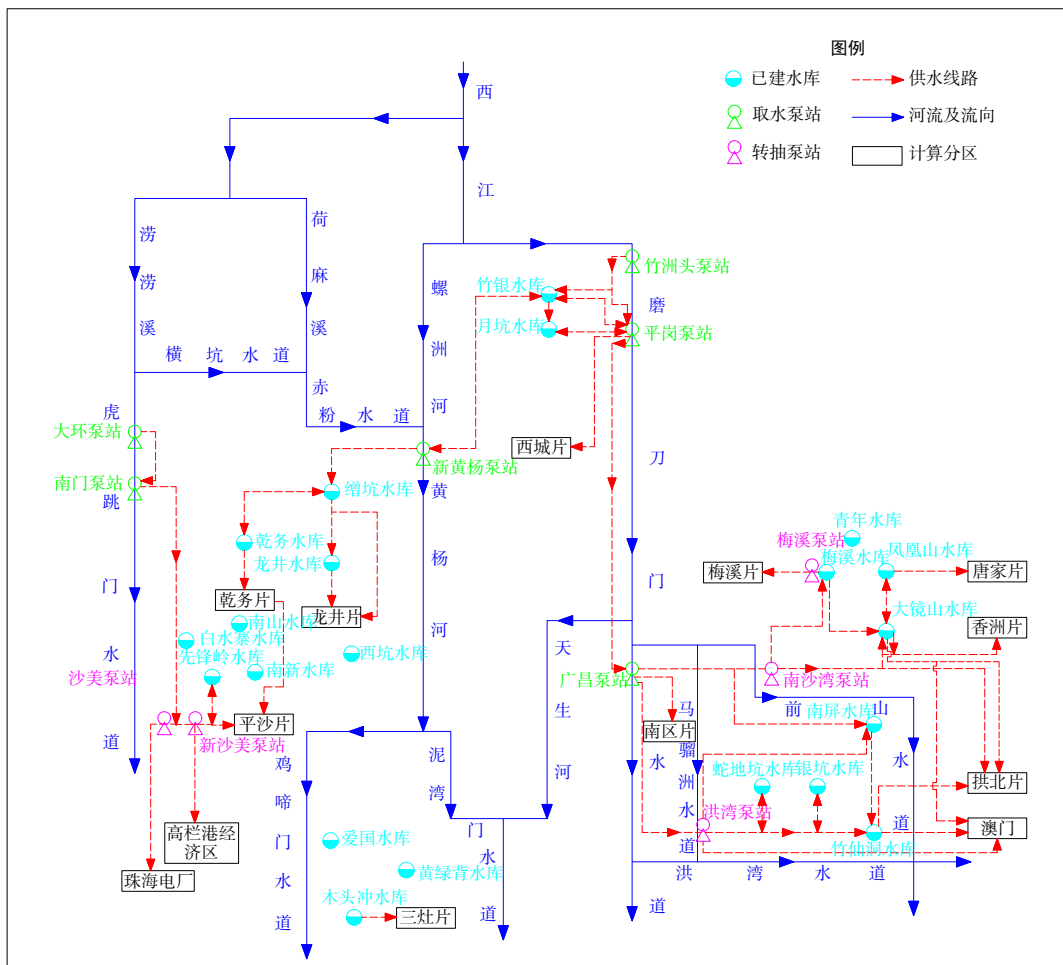 图例
已建水库
供水线路
取水泵站
河流及流向
转抽泵站
计算分区
西江
涝涝溪
荷麻溪
横坑水道
赤粉水道
螺洲河
竹银水库
月坑水库
竹洲头泵站
平岗泵站
磨刀门水道
西城片
虎跳门水道
大环泵站
南门泵站
新黄杨泵站
黄杨河
缯坑水库
乾务水库
龙井水库
乾务片
龙井片
南山水库
白水寨水库
先锋岭水库
南新水库
西坑水库
沙美泵站
新沙美泵站
平沙片
高栏港经
济区
珠海电厂
鸡啼门水道
泥湾门水道
天生河
爱国水库
黄绿背水库
木头冲水库
三灶片
青年水库
梅溪泵站
梅溪水库
凤凰山水库
梅溪片
唐家片
大镜山水库
香洲片
广昌泵站
南沙湾泵站
南区片
马骝洲水道
前山水道
南屏水库
蛇地坑水库
银坑水库
拱北片
洪湾泵站
竹仙洞水库
澳门
洪湾水道